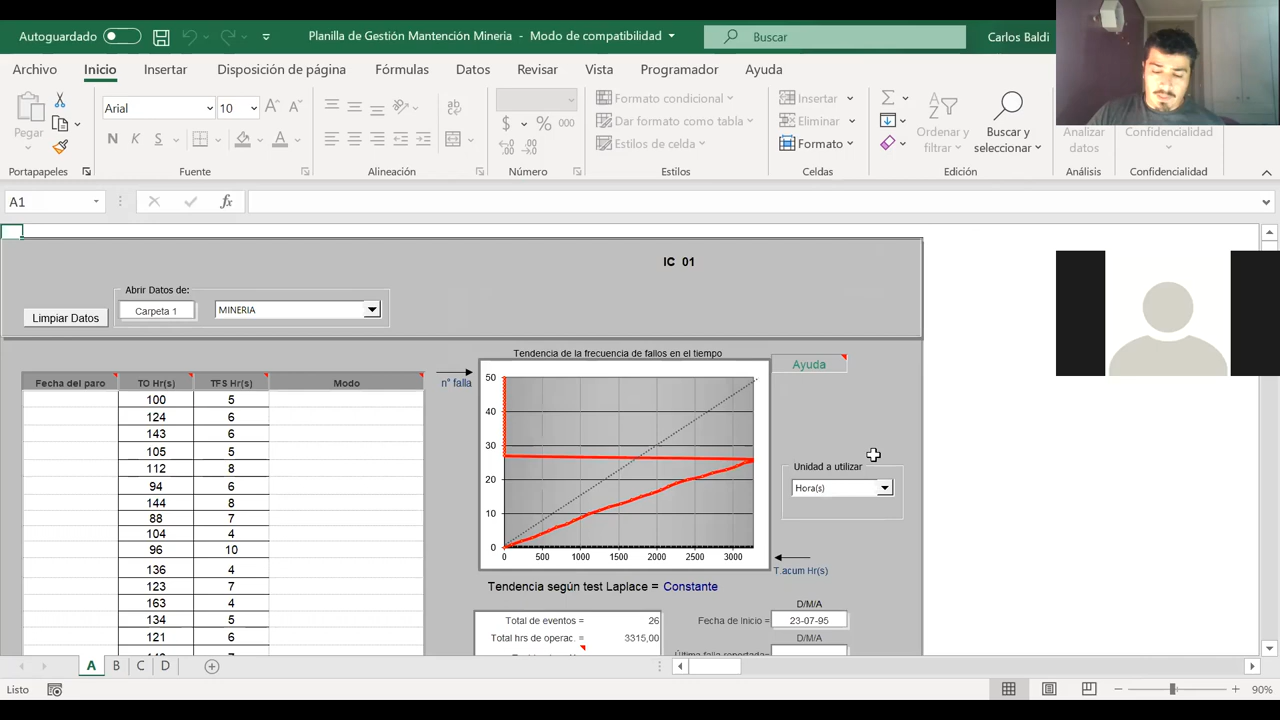 Autoguardado
Planilla de Gestión Mantención Mineria - Modo de compatibilidad
Buscar
Carlos Baldi
Archivo Inicio Insertar Disposición de página Fórmulas Datos Revisar Vista Programador Ayuda
Pegar
Arial 10
N K S
$ % 000
Formato condicional
Dar formato como tabla
Estilos de celda
Insertar
Eliminar
Formato
Ordenar y filtrar
Buscar y seleccionar
Analizar datos
Confidencialidad
Portapapeles Fuente Alineación Número Estilos Celdas Edición Análisis Confidencialidad
A1
fx
IC 01
Abrir Datos de:
Limpiar Datos Carpeta 1 MINERIA
Fecha del paro TO Hr(s) TFS Hr(s) Modo
100 5
124 6
143 6
105 5
112 8
94 6
144 8
88 7
104 4
96 10
136 4
123 7
163 4
134 5
121 6
n° falla
Tendencia de la frecuencia de fallos en el tiempo
50
40
30
20
10
0
0 500 1000 1500 2000 2500 3000
Ayuda
Unidad a utilizar
Hora(s)
T.acum Hr(s)
Tendencia según test Laplace = Constante
Total de eventos = 26
Total hrs de operac. = 3315,00
D/M/A
Fecha de Inicio = 23-07-95
D/M/A
Última falla reportada=
A B C D
Listo
90%